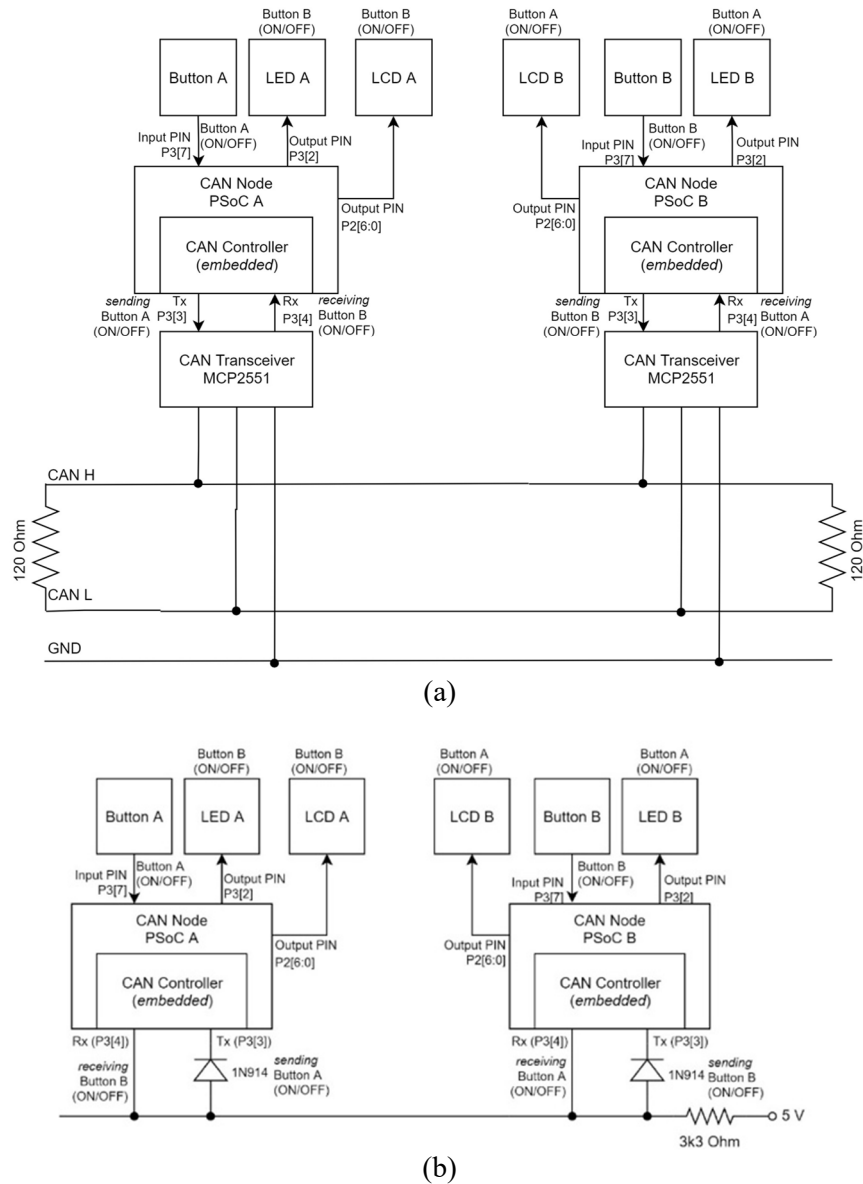 Button B
(ON/OFF)
Button B
(ON/OFF)
Button A
(ON/OFF)
Button A
(ON/OFF)
Button A
LED A
LCD A
LCD B
Button B
LED B
Input PIN
P3[7]
Button A
(ON/OFF)
Output PIN
P3[2]
Input PIN
P3[7]
Button B
(ON/OFF)
Output PIN
P3[2]
CAN Node
PSoC A
Output PIN
P2[6:0]
CAN Controller
(embedded)
Output PIN
P2[6:0]
CAN Node
PSoC B
CAN Controller
(embedded)
sending
Button A
(ON/OFF)
Tx
P3[3]
Rx
P3[4]
receiving
Button B
(ON/OFF)
sending
Button B
(ON/OFF)
Tx
P3[3]
Rx
P3[4]
receiving
Button A
(ON/OFF)
CAN Transceiver
MCP2551
CAN Transceiver
MCP2551
CAN H
120 Ohm
120 Ohm
CAN L
GND
(a)
Button B
(ON/OFF)
Button B
(ON/OFF)
Button A
(ON/OFF)
Button A
(ON/OFF)
Button A
LED A
LCD A
LCD B
Button B
LED B
Input PIN
P3[7]
Button A
(ON/OFF)
Output PIN
P3[2]
Input PIN
P3[7]
Button B
(ON/OFF)
Output PIN
P3[2]
CAN Node
PSoC A
Output PIN
P2[6:0]
CAN Controller
(embedded)
Output PIN
P2[6:0]
CAN Node
PSoC B
CAN Controller
(embedded)
Rx (P3[4])
Tx (P3[3])
Rx (P3[4])
Tx (P3[3])
receiving
Button B
(ON/OFF)
1N914
sending
Button A
(ON/OFF)
receiving
Button A
(ON/OFF)
1N914
sending
Button B
(ON/OFF)
5 V
3k3 Ohm
(b)